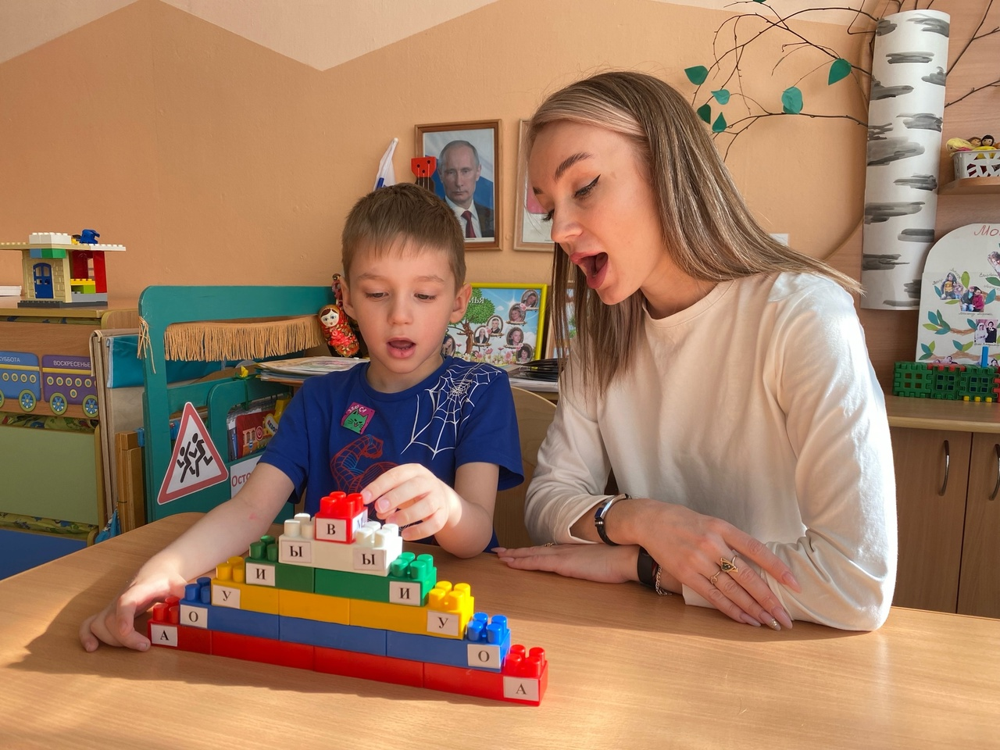 СУББОТА
ВОСКРЕСЕНЬЕ
В
Ы Ы
И И
У У
О О
А А